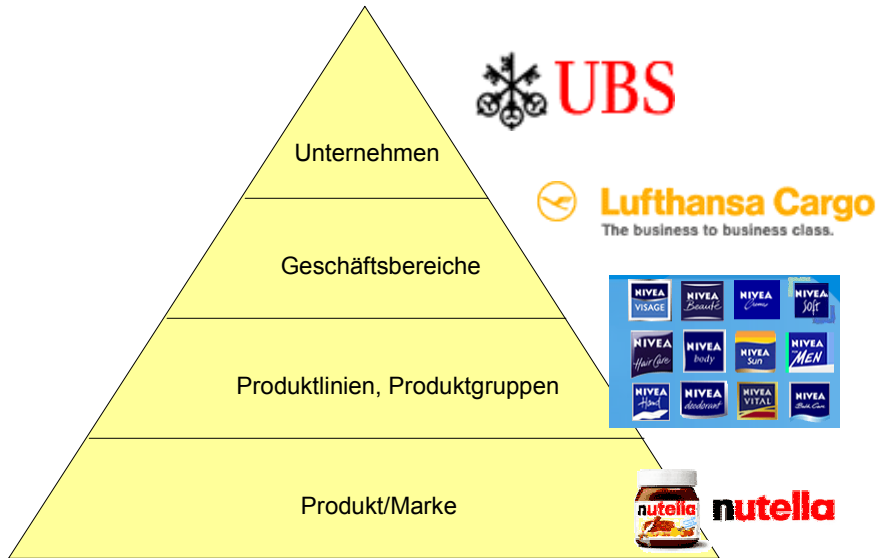 UBS
Unternehmen
Lufthansa Cargo
The business to business class.
Geschäftsbereiche
NIVEA VISAGE
NIVEA Beauté
NIVEA Creme
NIVEA Soft
NIVEA Hair Care
NIVEA body
NIVEA Sun
NIVEA FOR MEN
NIVEA Hand
NIVEA deodorant
NIVEA VITAL
NIVEA Bath Care
Produktlinien, Produktgruppen
Produkt/Marke
nutella
nutella